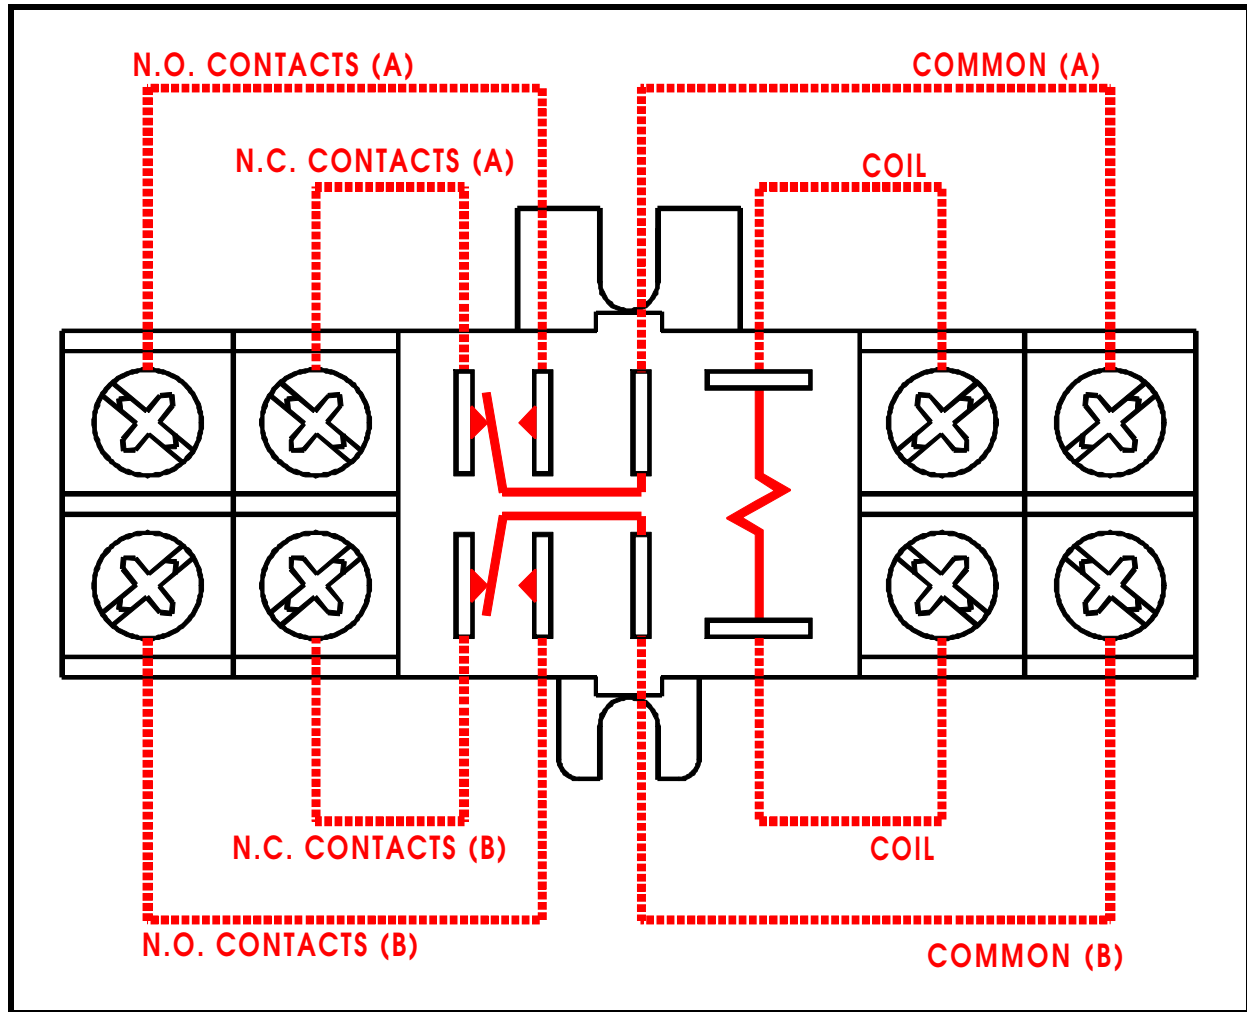 N.O. CONTACTS (A)
COMMON (A)
N.C. CONTACTS (A)
COIL
N.C. CONTACTS (B)
COIL
N.O. CONTACTS (B)
COMMON (B)